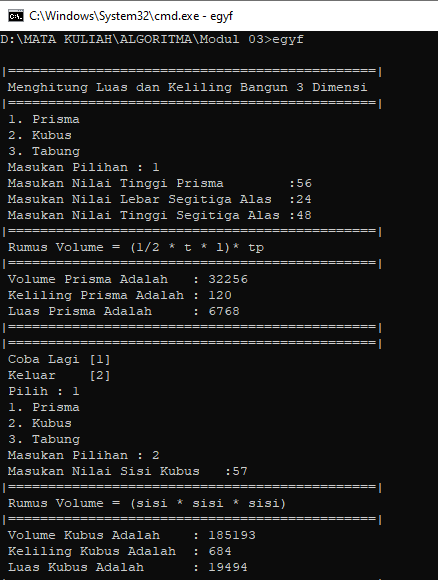 C:\Windows\System32\cmd.exe - egyf
D:\MATA KULIAH\ALGORITMA\Modul 03>egyf
|============================================|
Menghitung Luas dan Keliling Bangun 3 Dimensi
|============================================|
1. Prisma
2. Kubus
3. Tabung
Masukan Pilihan : 1
Masukan Nilai Tinggi Prisma        :56
Masukan Nilai Lebar Segitiga Alas  :24
Masukan Nilai Tinggi Segitiga Alas :48
|============================================|
Rumus Volume = (1/2 * t * l)* tp
|============================================|
Volume Prisma Adalah   : 32256
Keliling Prisma Adalah : 120
Luas Prisma Adalah     : 6768
|============================================|
|============================================|
Coba Lagi [1]
Keluar    [2]
Pilih : 1
1. Prisma
2. Kubus
3. Tabung
Masukan Pilihan : 2
Masukan Nilai Sisi Kubus   :57
|============================================|
Rumus Volume = (sisi * sisi * sisi)
|============================================|
Volume Kubus Adalah    : 185193
Keliling Kubus Adalah  : 684
Luas Kubus Adalah      : 19494